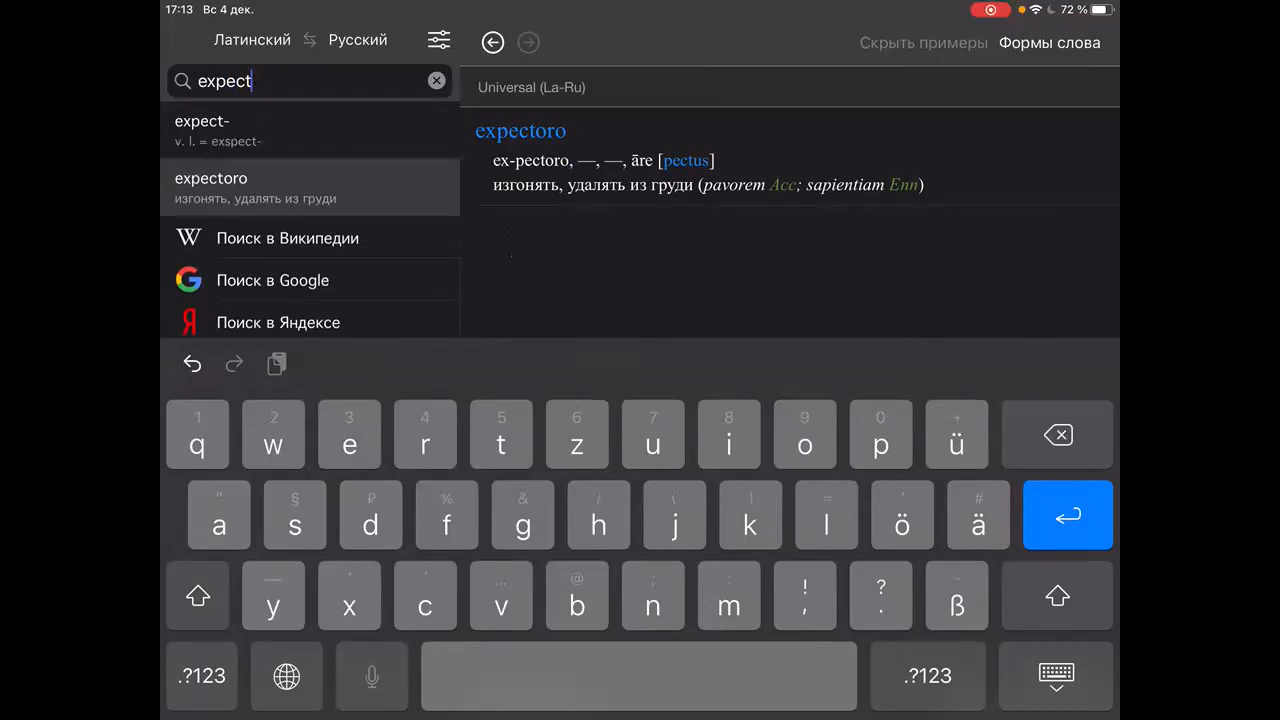 17:13 Вс 4 дек.
72 %
Латинский Русский
Скрыть примеры Формы слова
expect
Universal (La-Ru)
expect-
v. l. = exspect-
expectoro
изгонять, удалять из груди
W Поиск в Википедии
G Поиск в Google
Я Поиск в Яндексе
expectoro
ex-pectoro, —, —, āre [pectus]
изгонять, удалять из груди (pavorem Acc; sapientiam Enn)
1 2 3 4 5 6 7 8 9 0 +
q w e r t z u i o p ü
" § ₽ % & / ( ) = ' #
a s d f g h j k l ö ä
— ` ´ ... @ ; : ! ? -
y x c v b n m , . ß
.?123 .?123